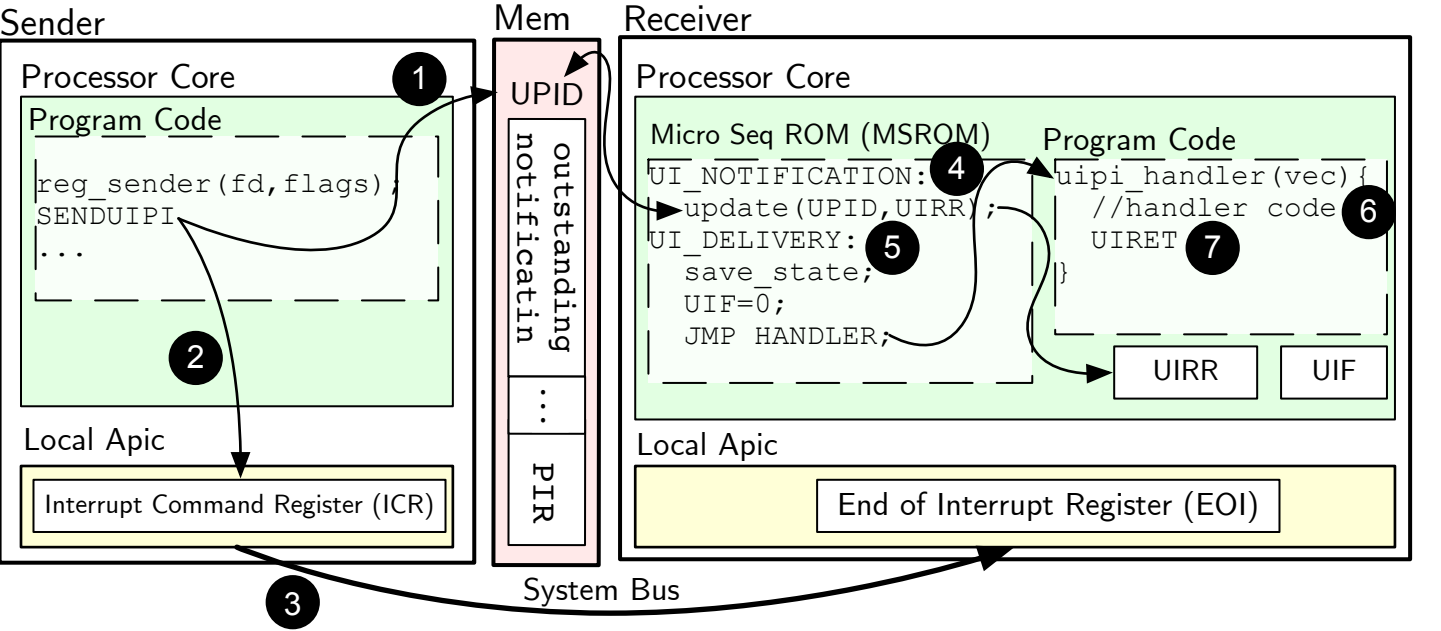 Sender
Processor Core
1
Program Code
reg_sender(fd,flags);
SENDUIPI
...
2
Local Apic
Interrupt Command Register (ICR)
3
System Bus
Mem
UPID
outstanding
notificatin
...
PIR
Receiver
Processor Core
Micro Seq ROM (MSROM)
4
UI_NOTIFICATION:
update(UPID,UIRR);
UI_DELIVERY:
5
save_state;
UIF=0;
JMP HANDLER;
Program Code
uipi_handler(vec){
//handler code
6
UIRET
7
}
UIRR
UIF
Local Apic
End of Interrupt Register (EOI)